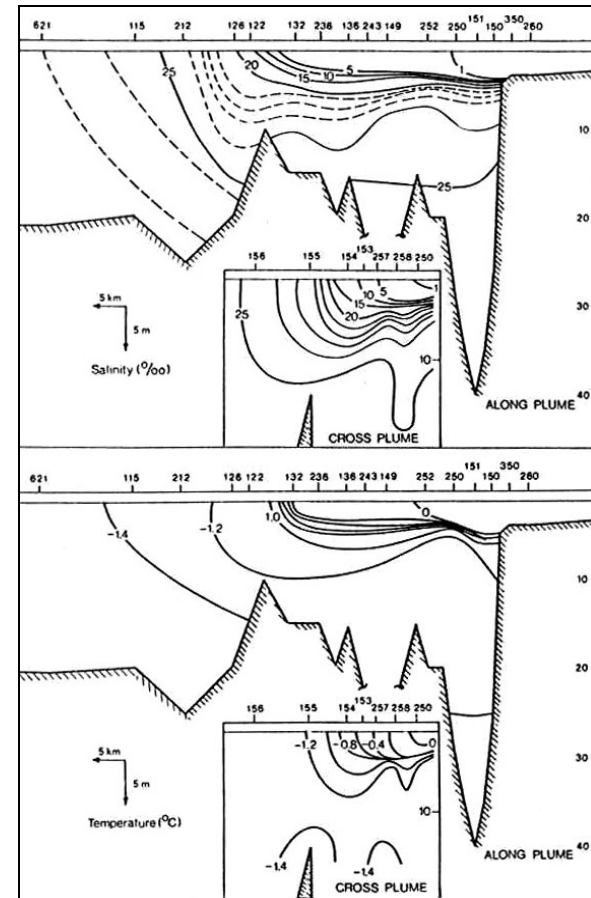 621 115 212 126 122 132 236 136 243 149 252 250 151 150 350 260
25 20 15 10 5 1
10
25
20
156 155 154 153 257 258 250
30
5 km
5 m
10 5 1
15
20
25
10
Salinity (º/oo)
40
ALONG PLUME
CROSS PLUME
621 115 212 126 122 132 236 136 243 149 252 250 151 150 350 260
-1.4 -1.2 1.0 0
10
20
156 155 154 153 257 258 250
-1.2 -0.8 -0.4 0
30
5 km
5 m
10
Temperature (ºC)
40
-1.4 -1.4
ALONG PLUME
CROSS PLUME